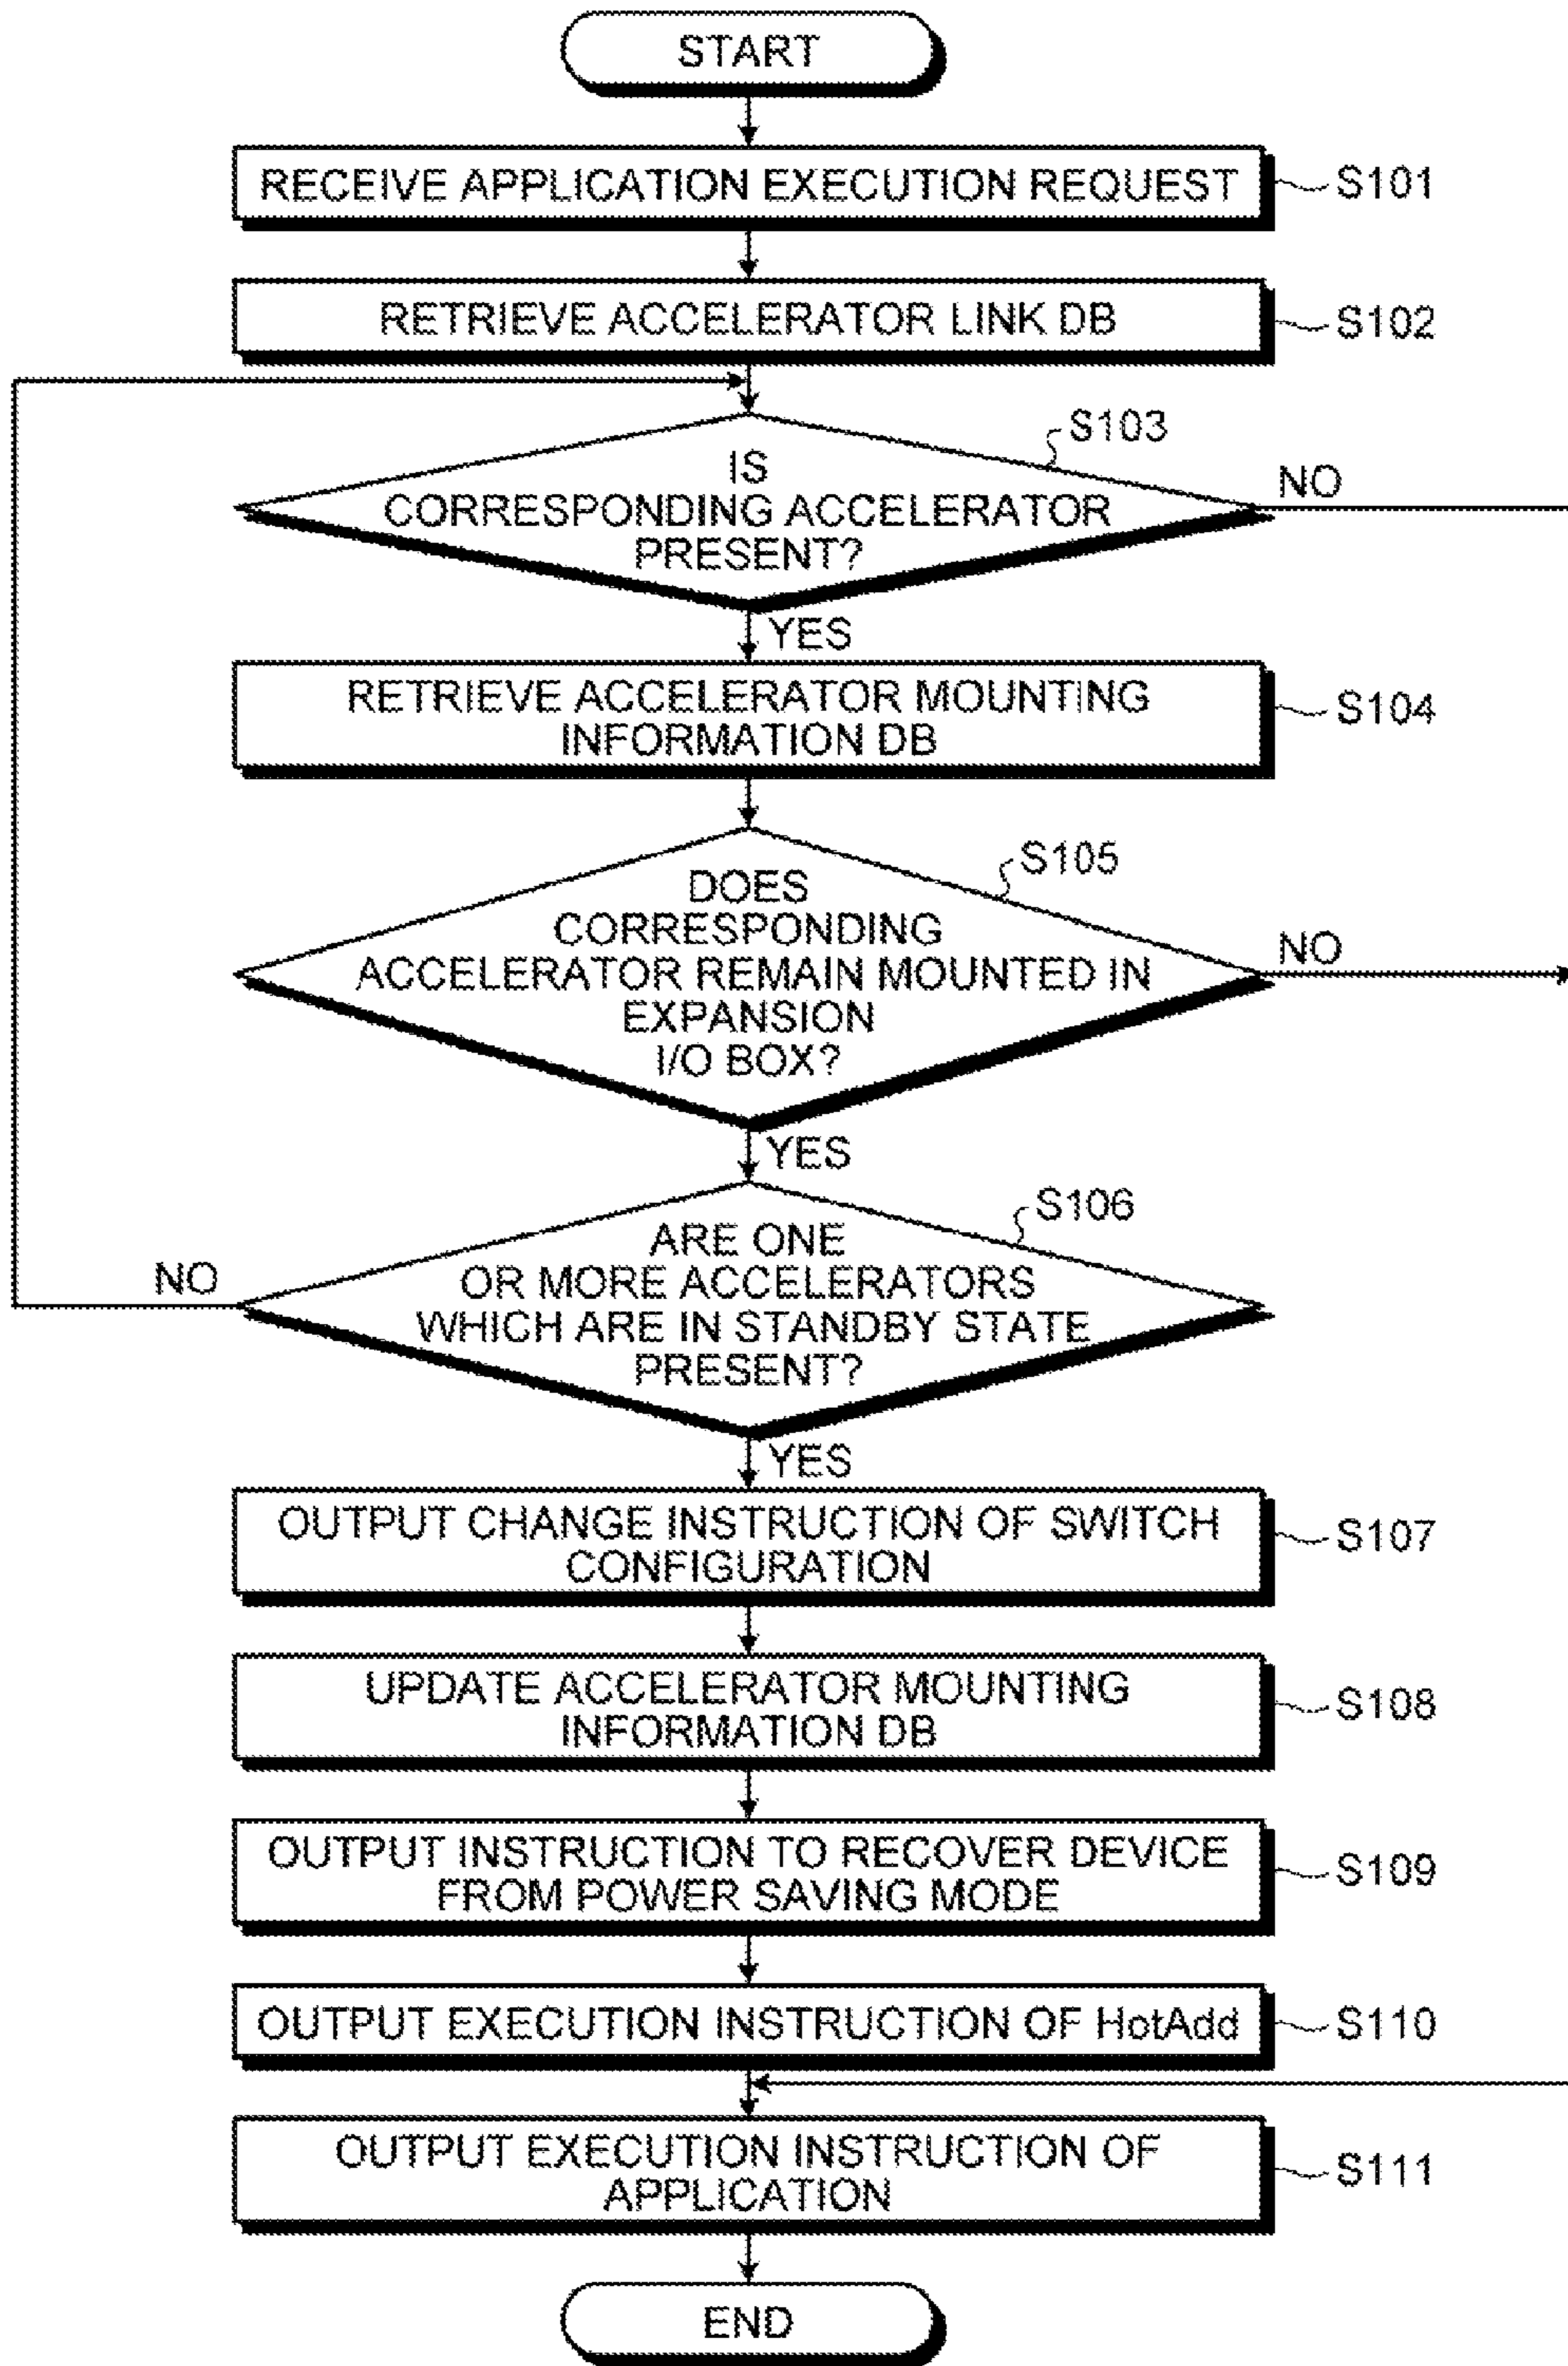 START
RECEIVE APPLICATION EXECUTION REQUEST
S101
RETRIEVE ACCELERATOR LINK DB
S102
S103
IS
CORRESPONDING ACCELERATOR
PRESENT?
NO
YES
RETRIEVE ACCELERATOR MOUNTING
INFORMATION DB
S104
S105
DOES
CORRESPONDING
ACCELERATOR REMAIN MOUNTED IN
EXPANSION
I/O BOX?
NO
YES
S106
ARE ONE
OR MORE ACCELERATORS
WHICH ARE IN STANDBY STATE
PRESENT?
NO
YES
OUTPUT CHANGE INSTRUCTION OF SWITCH
CONFIGURATION
S107
UPDATE ACCELERATOR MOUNTING
INFORMATION DB
S108
OUTPUT INSTRUCTION TO RECOVER DEVICE
FROM POWER SAVING MODE
S109
OUTPUT EXECUTION INSTRUCTION OF HotAdd
S110
OUTPUT EXECUTION INSTRUCTION OF
APPLICATION
S111
END